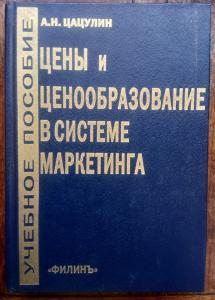 А.Н. ЦАЦУЛИН
ЦЕНЫ И
ЦЕНООБРАЗОВАНИЕ
В СИСТЕМЕ
МАРКЕТИНГА
УЧЕБНОЕ ПОСОБИЕ
«ФИЛИНЪ»